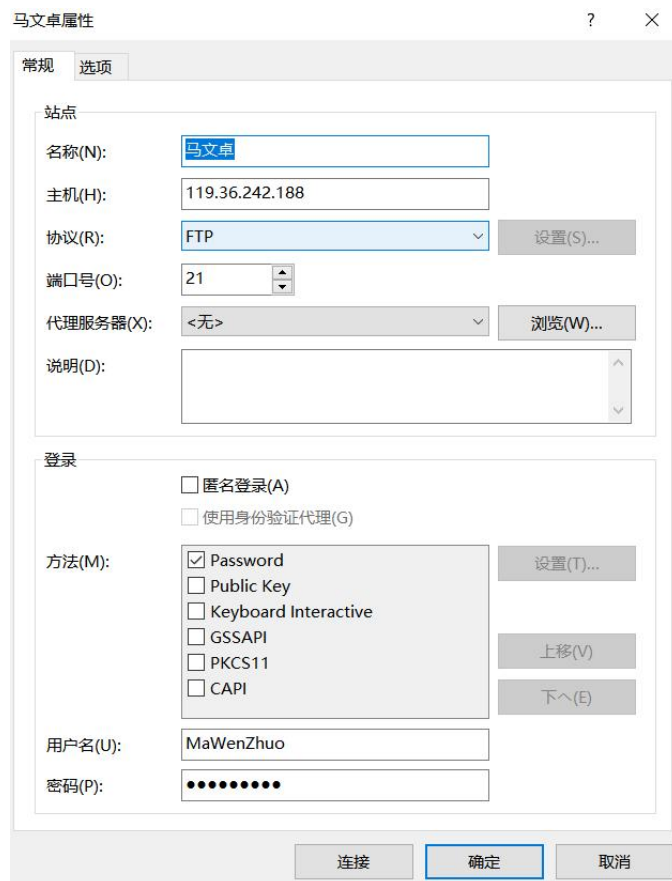 马文卓属性 ?
常规 选项
站点
名称(N): 马文卓
主机(H): 119.36.242.188
协议(R): FTP 设置(S)...
端口号(O): 21
代理服务器(X): <无> 浏览(W)...
说明(D):
登录
匿名登录(A)
使用身份验证代理(G)
方法(M): Password 设置(T)...
Public Key
Keyboard Interactive
GSSAPI
PKCS11
CAPI
上移(V)
下へ(E)
用户名(U): MaWenZhuo
密码(P): ●●●●●●●●●
连接 确定 取消